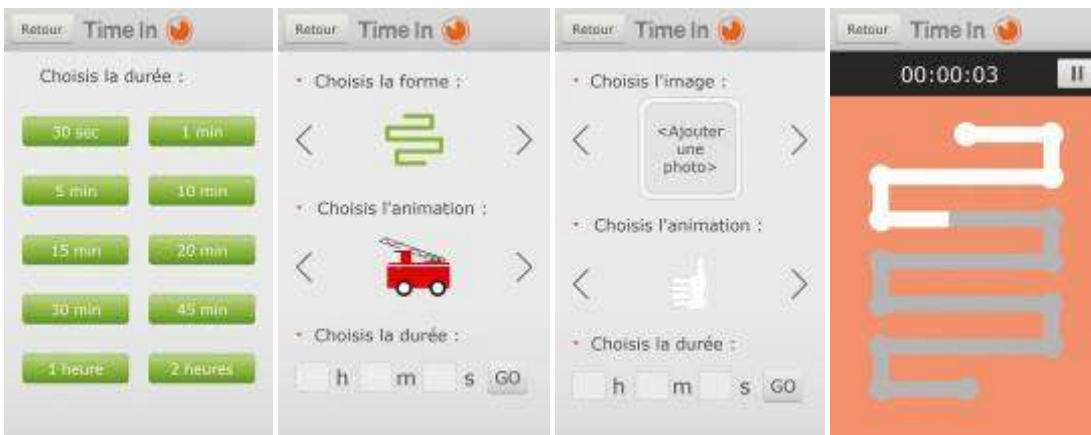 Retour Time In
Choisis la durée :
30 sec 1 min
5 min 10 min
15 min 20 min
30 min 45 min
1 heure 2 heures
Retour Time In
• Choisis la forme :
• Choisis l'animation :
• Choisis la durée :
h m s GO
Retour Time In
• Choisis l'image :
<Ajouter
une
photo>
• Choisis l'animation :
• Choisis la durée :
h m s GO
Retour Time In
00:00:03